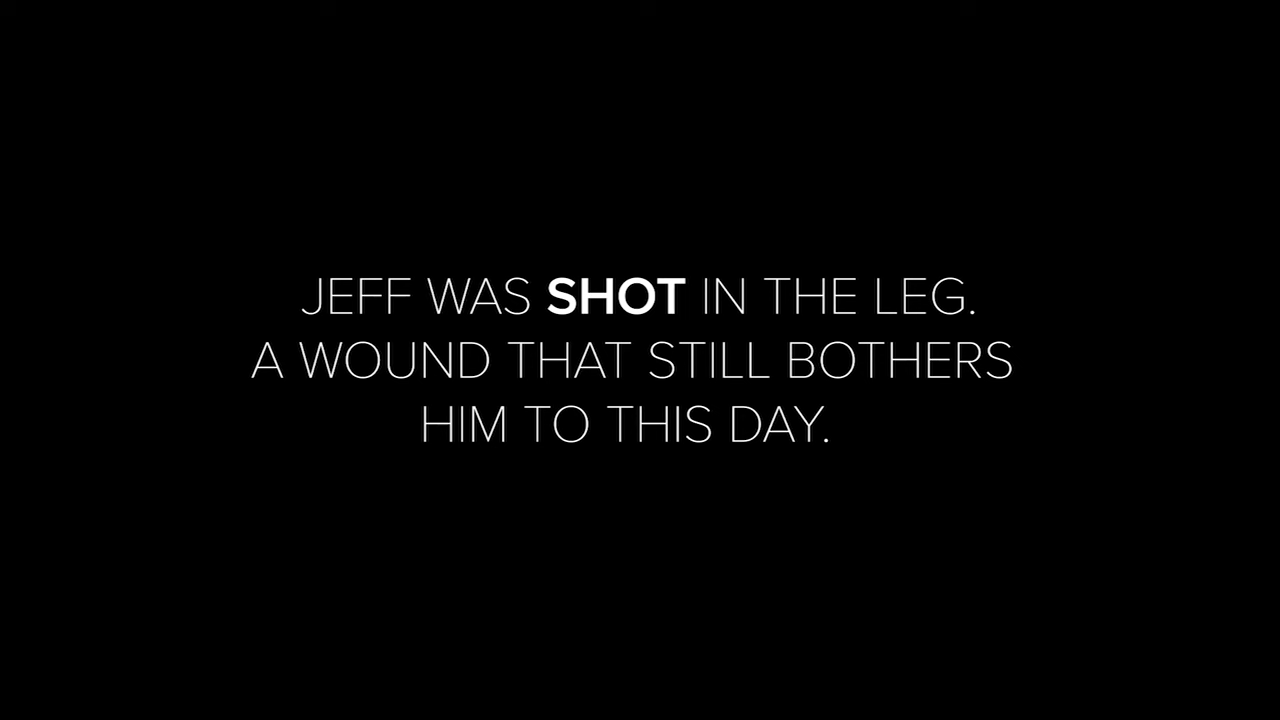 JEFF WAS SHOT IN THE LEG.
A WOUND THAT STILL BOTHERS
HIM TO THIS DAY.